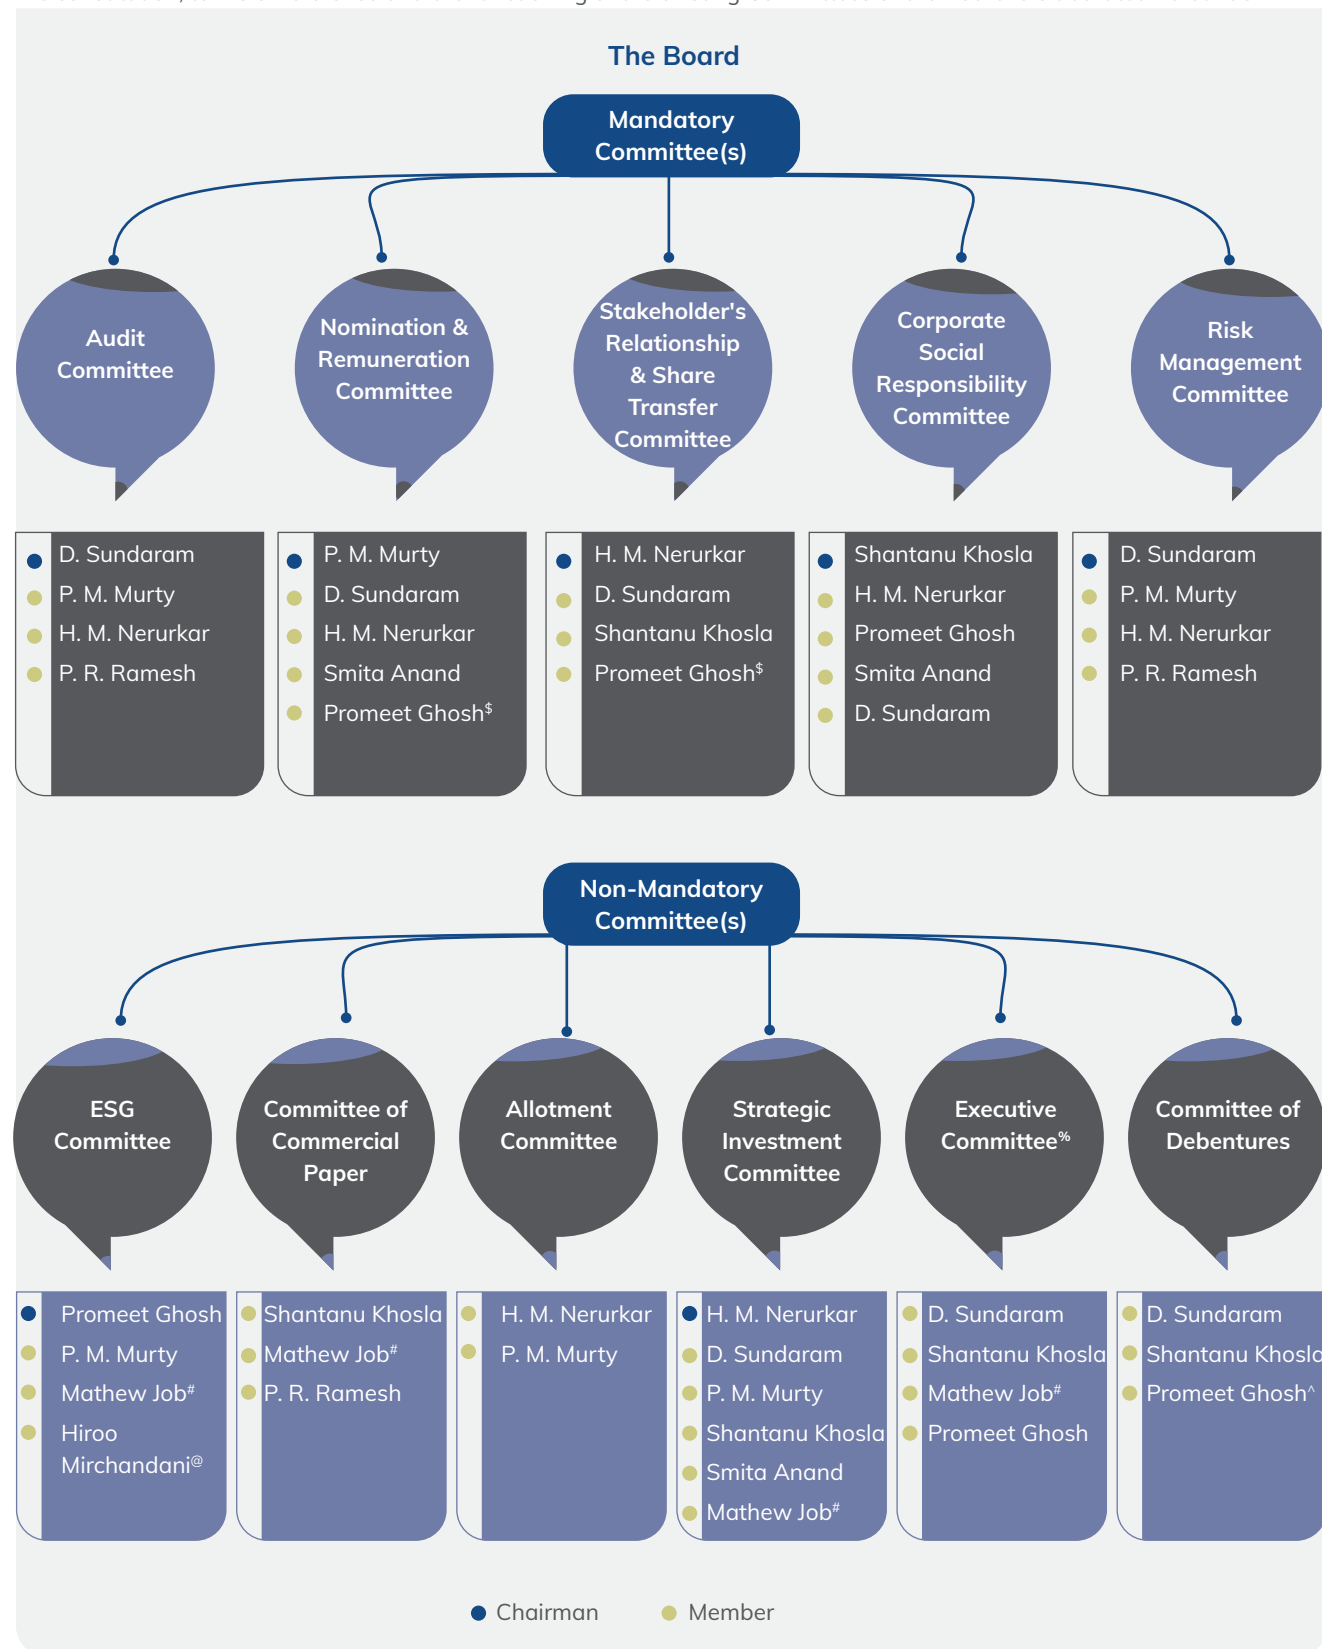 The Board
Mandatory
Committee(s)
Audit
Committee
Nomination &
Remuneration
Committee
Stakeholder's
Relationship
& Share
Transfer
Committee
Corporate
Social
Responsibility
Committee
Risk
Management
Committee
D. Sundaram
P. M. Murty
H. M. Nerurkar
P. R. Ramesh
P. M. Murty
D. Sundaram
H. M. Nerurkar
Smita Anand
Promeet Ghosh$
H. M. Nerurkar
D. Sundaram
Shantanu Khosla
Promeet Ghosh$
Shantanu Khosla
H. M. Nerurkar
Promeet Ghosh
Smita Anand
D. Sundaram
D. Sundaram
P. M. Murty
H. M. Nerurkar
P. R. Ramesh
Non-Mandatory
Committee(s)
ESG
Committee
Committee of
Commercial
Paper
Allotment
Committee
Strategic
Investment
Committee
Executive
Committee%
Committee of
Debentures
Promeet Ghosh
P. M. Murty
Mathew Job#
Hiroo
Mirchandani@
Shantanu Khosla
Mathew Job#
P. R. Ramesh
H. M. Nerurkar
P. M. Murty
H. M. Nerurkar
D. Sundaram
P. M. Murty
Shantanu Khosla
Smita Anand
Mathew Job#
D. Sundaram
Shantanu Khosla
Mathew Job#
Promeet Ghosh
D. Sundaram
Shantanu Khosla
Promeet Ghosh^
Chairman
Member